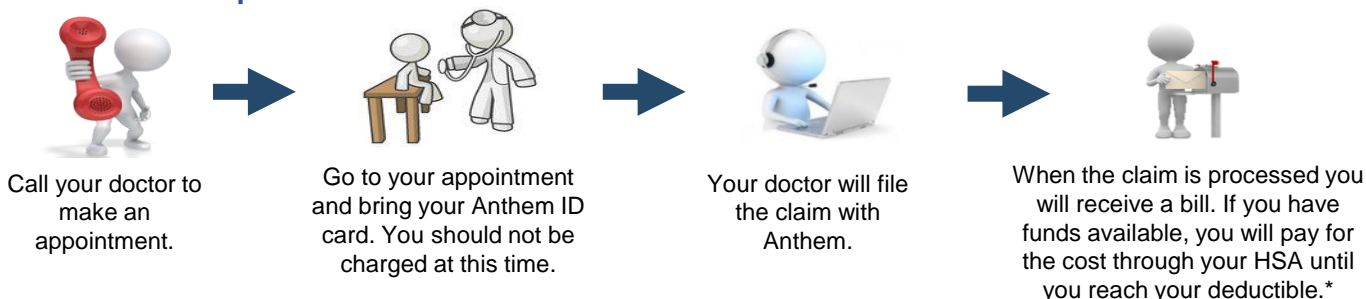 Call your doctor to
make an
appointment.
Go to your appointment
and bring your Anthem ID
card. You should not be
charged at this time.
Your doctor will file
the claim with
Anthem.
When the claim is processed you
will receive a bill. If you have
funds available, you will pay for
the cost through your HSA until
you reach your deductible.*